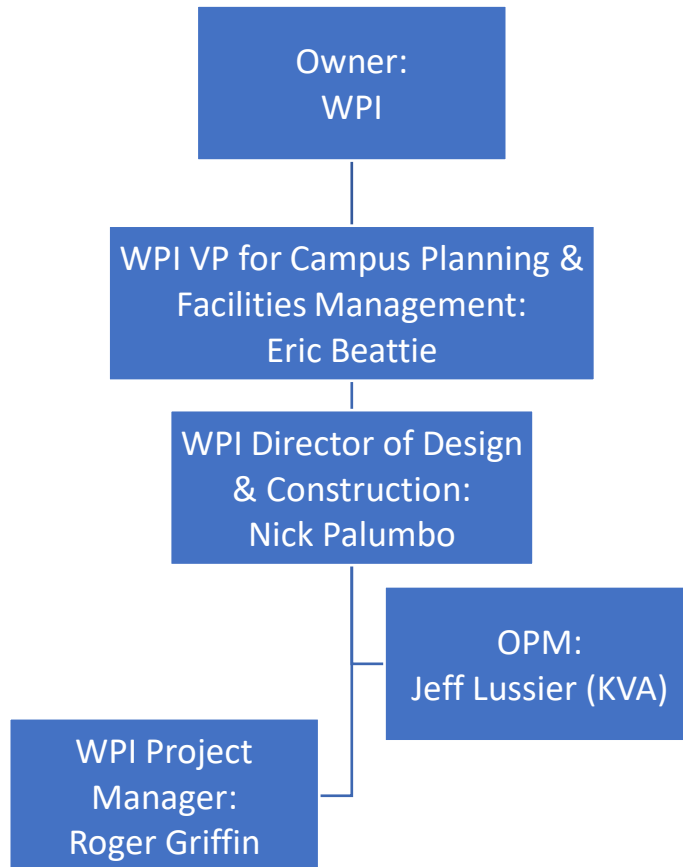 Owner:
WPI
WPI VP for Campus Planning &
Facilities Management:
Eric Beattie
WPI Director of Design
& Construction:
Nick Palumbo
OPM:
Jeff Lussier (KVA)
WPI Project
Manager:
Roger Griffin